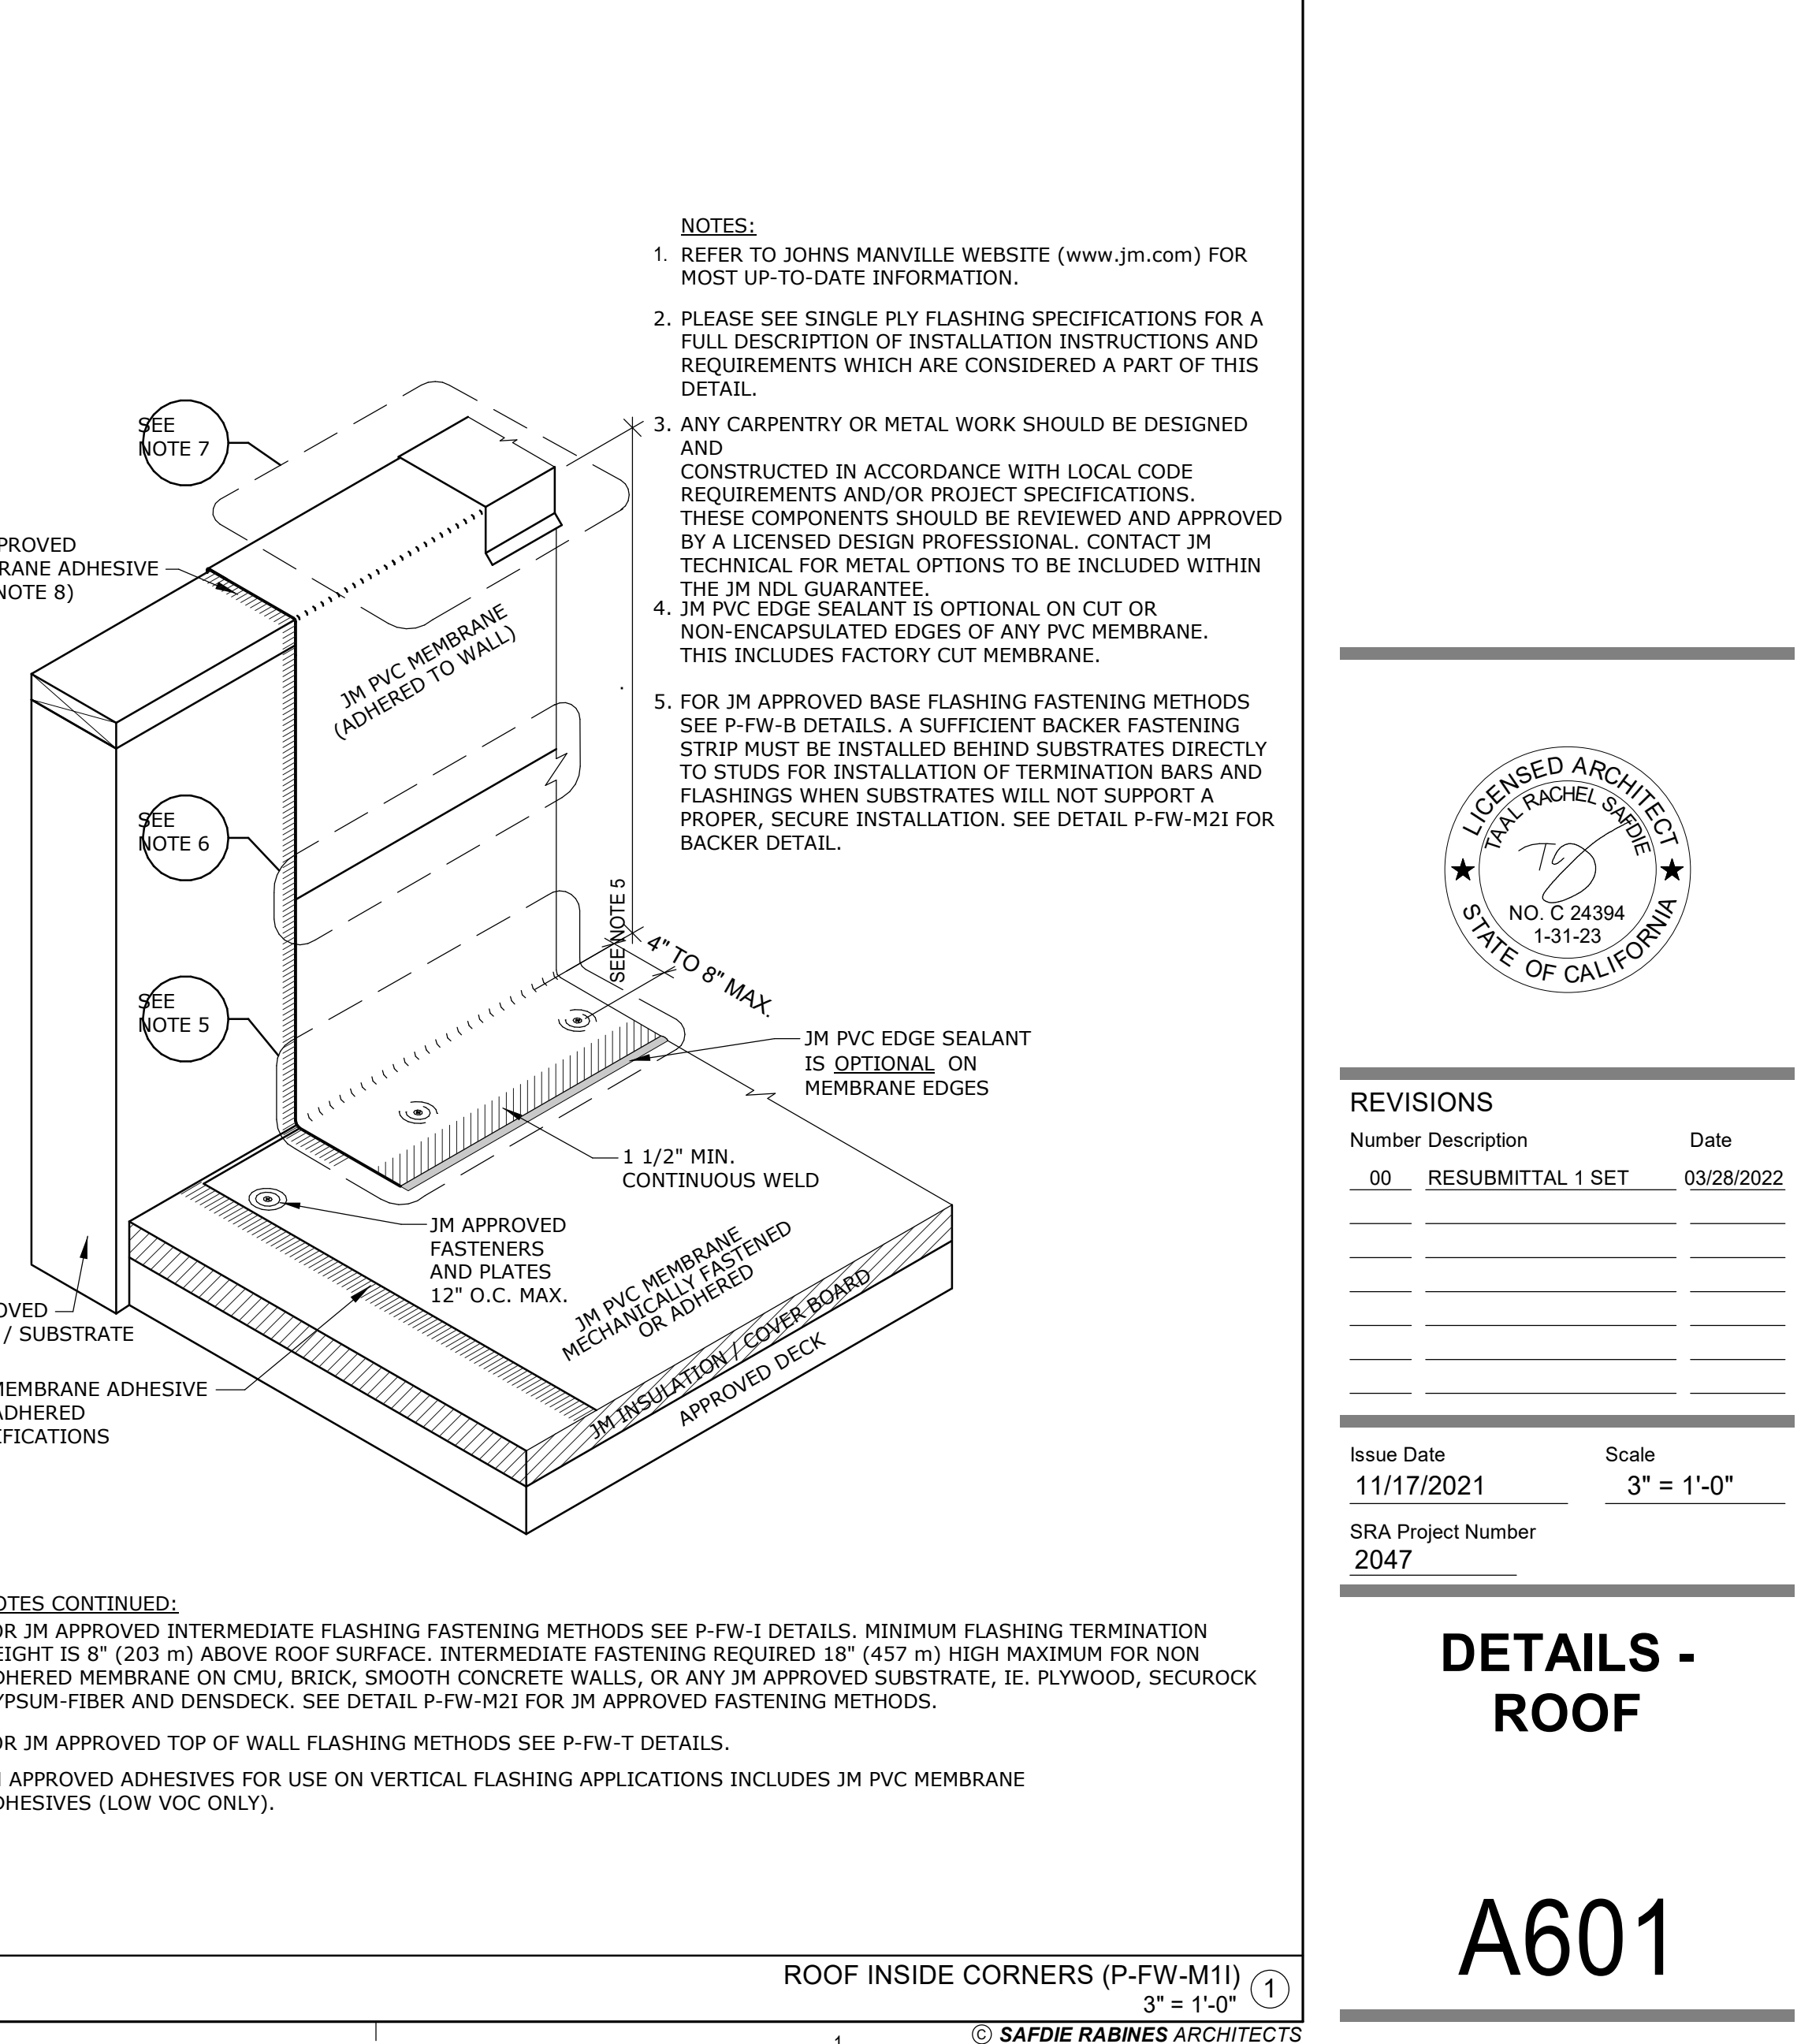 NOTES:
1. REFER TO JOHNS MANVILLE WEBSITE (www.jm.com) FOR
MOST UP-TO-DATE INFORMATION.
2. PLEASE SEE SINGLE PLY FLASHING SPECIFICATIONS FOR A
FULL DESCRIPTION OF INSTALLATION INSTRUCTIONS AND
REQUIREMENTS WHICH ARE CONSIDERED A PART OF THIS
DETAIL.
3. ANY CARPENTRY OR METAL WORK SHOULD BE DESIGNED
AND
CONSTRUCTED IN ACCORDANCE WITH LOCAL CODE
REQUIREMENTS AND/OR PROJECT SPECIFICATIONS.
THESE COMPONENTS SHOULD BE REVIEWED AND APPROVED
BY A LICENSED DESIGN PROFESSIONAL. CONTACT JM
TECHNICAL FOR METAL OPTIONS TO BE INCLUDED WITHIN
THE JM NDL GUARANTEE.
4. JM PVC EDGE SEALANT IS OPTIONAL ON CUT OR
NON-ENCAPSULATED EDGES OF ANY PVC MEMBRANE.
THIS INCLUDES FACTORY CUT MEMBRANE.
5. FOR JM APPROVED BASE FLASHING FASTENING METHODS
SEE P-FW-B DETAILS. A SUFFICIENT BACKER FASTENING
STRIP MUST BE INSTALLED BEHIND SUBSTRATES DIRECTLY
TO STUDS FOR INSTALLATION OF TERMINATION BARS AND
FLASHINGS WHEN SUBSTRATES WILL NOT SUPPORT A
PROPER, SECURE INSTALLATION. SEE DETAIL P-FW-M2I FOR
BACKER DETAIL.
SEE
NOTE 7
PROVED
RANE ADHESIVE
NOTE 8)
JM PVC MEMBRANE
(ADHERED TO WALL)
SEE
NOTE 6
SEE
NOTE 5
SEE NOTE 5
4" TO 8" MAX.
JM PVC EDGE SEALANT
IS OPTIONAL ON
MEMBRANE EDGES
1 1/2" MIN.
CONTINUOUS WELD
JM APPROVED
FASTENERS
AND PLATES
12" O.C. MAX.
JM PVC MEMBRANE
MECHANICALLY FASTENED
OR ADHERED
JM INSULATION / COVER BOARD
APPROVED DECK
OVED
/ SUBSTRATE
MEMBRANE ADHESIVE
ADHERED
IFICATIONS
OTES CONTINUED:
OR JM APPROVED INTERMEDIATE FLASHING FASTENING METHODS SEE P-FW-I DETAILS. MINIMUM FLASHING TERMINATION
EIGHT IS 8" (203 m) ABOVE ROOF SURFACE. INTERMEDIATE FASTENING REQUIRED 18" (457 m) HIGH MAXIMUM FOR NON
DHERED MEMBRANE ON CMU, BRICK, SMOOTH CONCRETE WALLS, OR ANY JM APPROVED SUBSTRATE, IE. PLYWOOD, SECUROCK
YPSUM-FIBER AND DENSDECK. SEE DETAIL P-FW-M2I FOR JM APPROVED FASTENING METHODS.
OR JM APPROVED TOP OF WALL FLASHING METHODS SEE P-FW-T DETAILS.
APPROVED ADHESIVES FOR USE ON VERTICAL FLASHING APPLICATIONS INCLUDES JM PVC MEMBRANE
DHESIVES (LOW VOC ONLY).
ROOF INSIDE CORNERS (P-FW-M1I) 1
3" = 1'-0"
1
© SAFDIE RABINES ARCHITECTS
LICENSED ARCHITECT
TAAL RACHEL SAFDIE
NO. C 24394
1-31-23
STATE OF CALIFORNIA
REVISIONS
Number Description Date
00 RESUBMITTAL 1 SET 03/28/2022
Issue Date Scale
11/17/2021 3" = 1'-0"
SRA Project Number
2047
DETAILS -
ROOF
A601